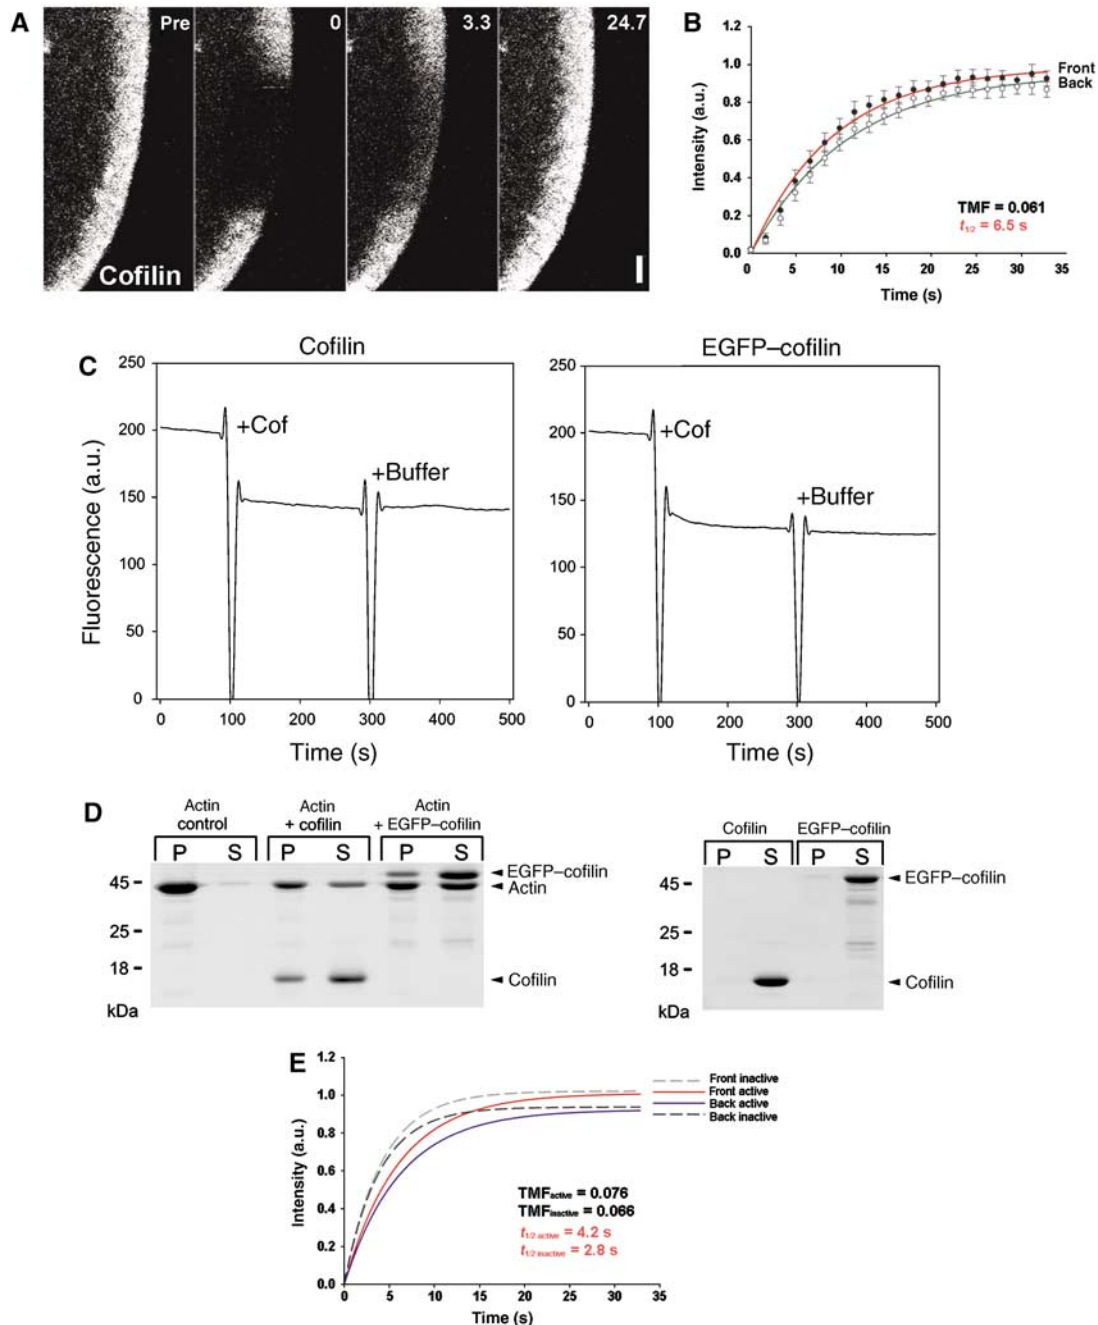 A
Pre
0
3.3
24.7
Cofilin
B
1.2
1.0
0.8
0.6
0.4
0.2
0.0
Intensity (a.u.)
Front
Back
TMF = 0.061
t1/2 = 6.5 s
0 5 10 15 20 25 30 35
Time (s)
C
Cofilin
250
200
150
100
50
0
Fluorescence (a.u.)
+Cof
+Buffer
0 100 200 300 400 500
Time (s)
EGFP–cofilin
250
200
150
100
50
0
+Cof
+Buffer
0 100 200 300 400 500
Time (s)
D
Actin control
Actin + cofilin
Actin + EGFP–cofilin
P S P S P S
45
25
18
kDa
EGFP–cofilin
Actin
Cofilin
Cofilin EGFP–cofilin
P S P S
45
25
18
kDa
EGFP–cofilin
Cofilin
E
1.2
1.0
0.8
0.6
0.4
0.2
0.0
Intensity (a.u.)
Front inactive
Front active
Back active
Back inactive
TMFactive = 0.076
TMFinactive = 0.066
t1/2 active = 4.2 s
t1/2 inactive = 2.8 s
0 5 10 15 20 25 30 35
Time (s)